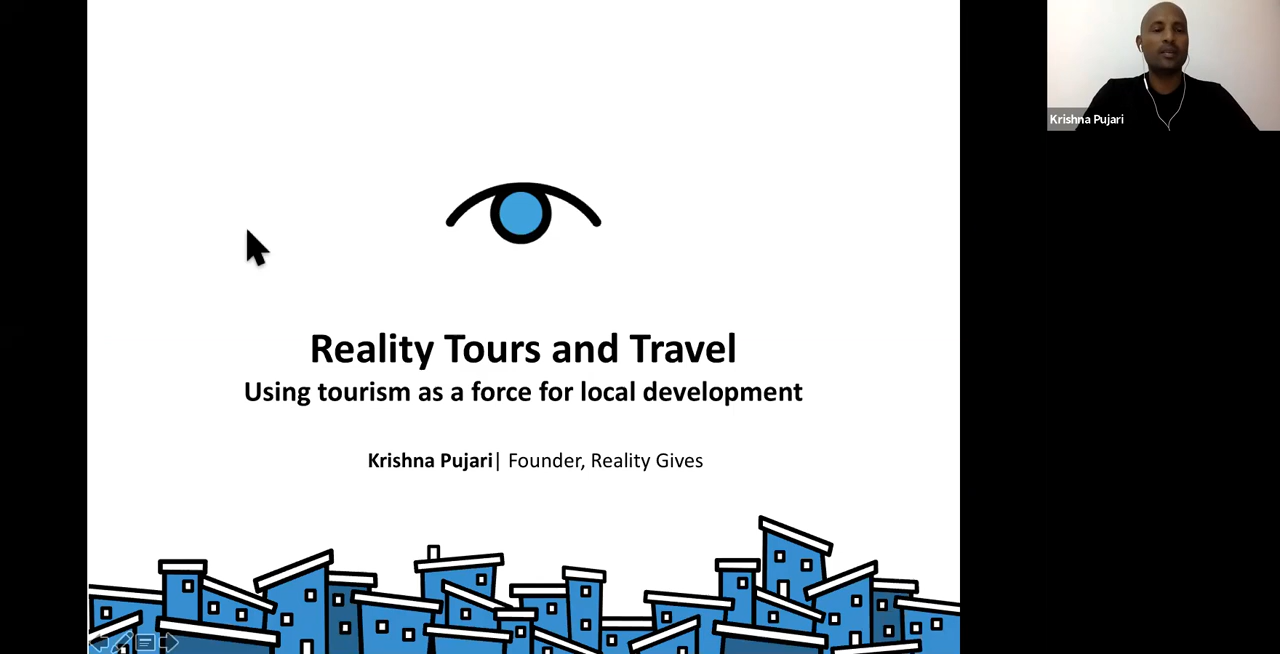 Reality Tours and Travel
Using tourism as a force for local development
Krishna Pujari| Founder, Reality Gives
Krishna Pujari